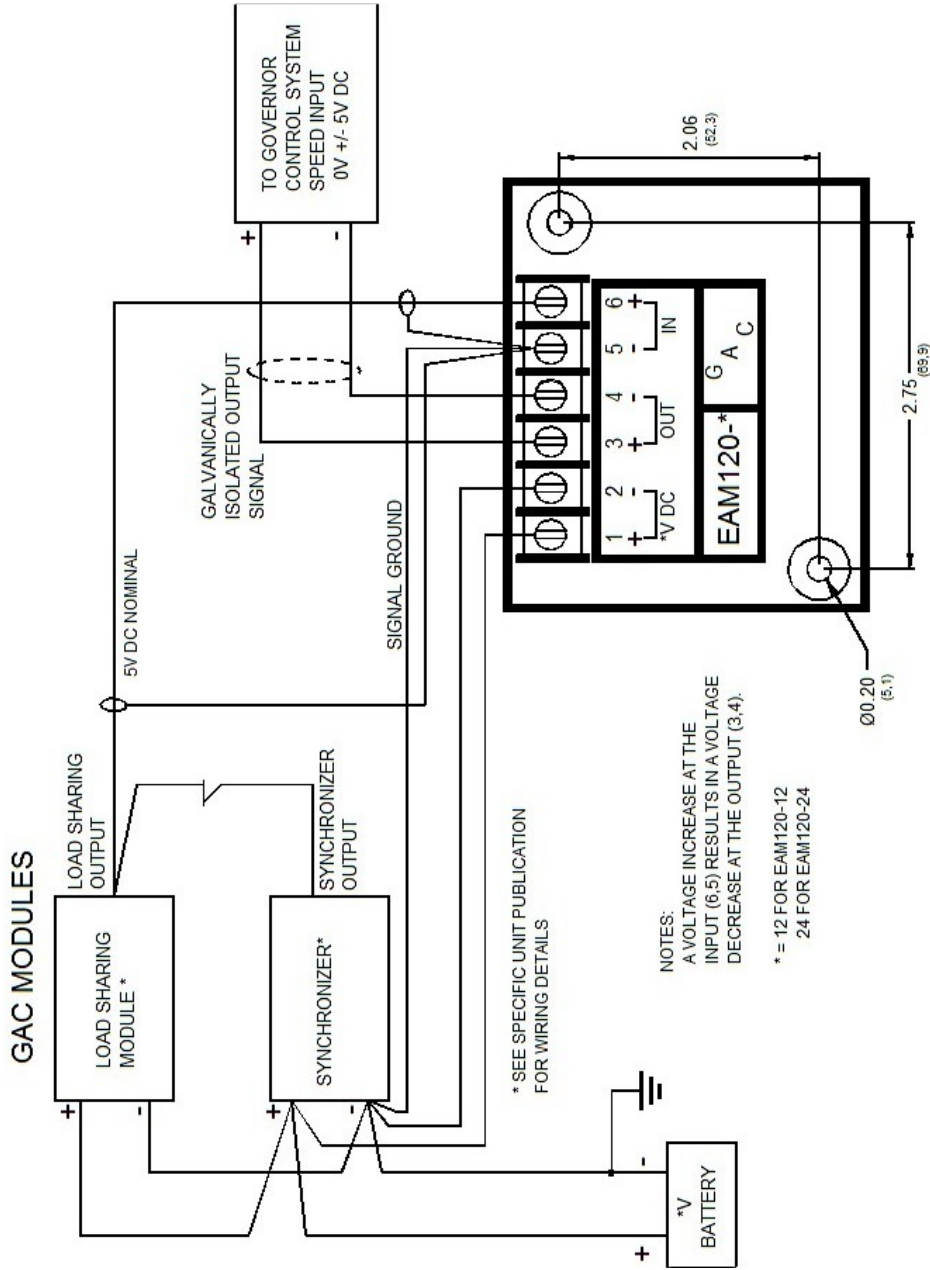 GAC MODULES
LOAD SHARING
MODULE *
+
-
LOAD SHARING
OUTPUT
SYNCHRONIZER*
+
-
SYNCHRONIZER
OUTPUT
5V DC NOMINAL
SIGNAL GROUND
GALVANICALLY
ISOLATED OUTPUT
SIGNAL
TO GOVERNOR
CONTROL SYSTEM
SPEED INPUT
0V +/- 5V DC
+
-
*V
BATTERY
+
-
* SEE SPECIFIC UNIT PUBLICATION
FOR WIRING DETAILS
NOTES:
A VOLTAGE INCREASE AT THE
INPUT (6,5) RESULTS IN A VOLTAGE
DECREASE AT THE OUTPUT (3,4).
* = 12 FOR EAM120-12
24 FOR EAM120-24
1 2 3 4 5 6
+ - + - - +
*V DC OUT IN
EAM120-*
G A C
2.06
(52,3)
2.75
(69,9)
Ø0.20
(5,1)